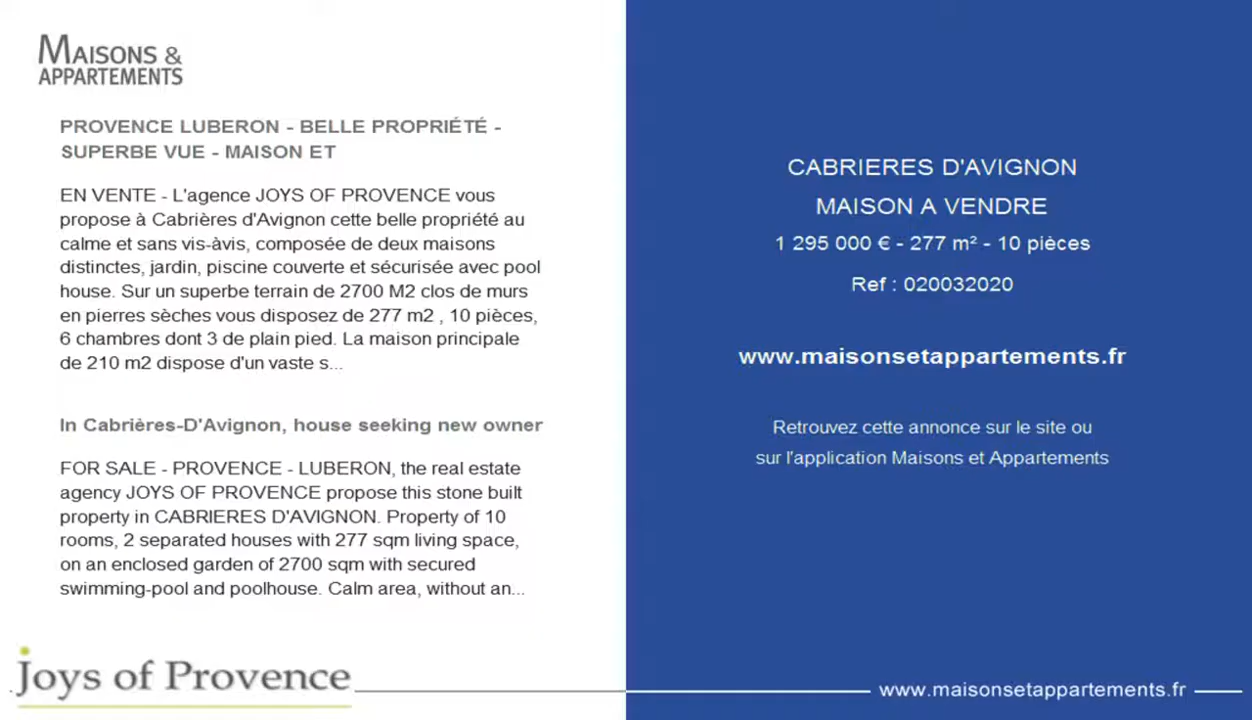 MAISONS &
APPARTEMENTS
PROVENCE LUBERON - BELLE PROPRIÉTÉ -
SUPERBE VUE - MAISON ET
EN VENTE - L'agence JOYS OF PROVENCE vous
propose à Cabrières d'Avignon cette belle propriété au
calme et sans vis-àvis, composée de deux maisons
distinctes, jardin, piscine couverte et sécurisée avec pool
house. Sur un superbe terrain de 2700 M2 clos de murs
en pierres sèches vous disposez de 277 m2 , 10 pièces,
6 chambres dont 3 de plain pied. La maison principale
de 210 m2 dispose d'un vaste s...
In Cabrières-D'Avignon, house seeking new owner
FOR SALE - PROVENCE - LUBERON, the real estate
agency JOYS OF PROVENCE propose this stone built
property in CABRIERES D'AVIGNON. Property of 10
rooms, 2 separated houses with 277 sqm living space,
on an enclosed garden of 2700 sqm with secured
swimming-pool and poolhouse. Calm area, without an...
Joys of Provence
CABRIERES D'AVIGNON
MAISON A VENDRE
1 295 000 € - 277 m² - 10 pièces
Ref : 020032020
www.maisonsetappartements.fr
Retrouvez cette annonce sur le site ou
sur l'application Maisons et Appartements
www.maisonsetappartements.fr